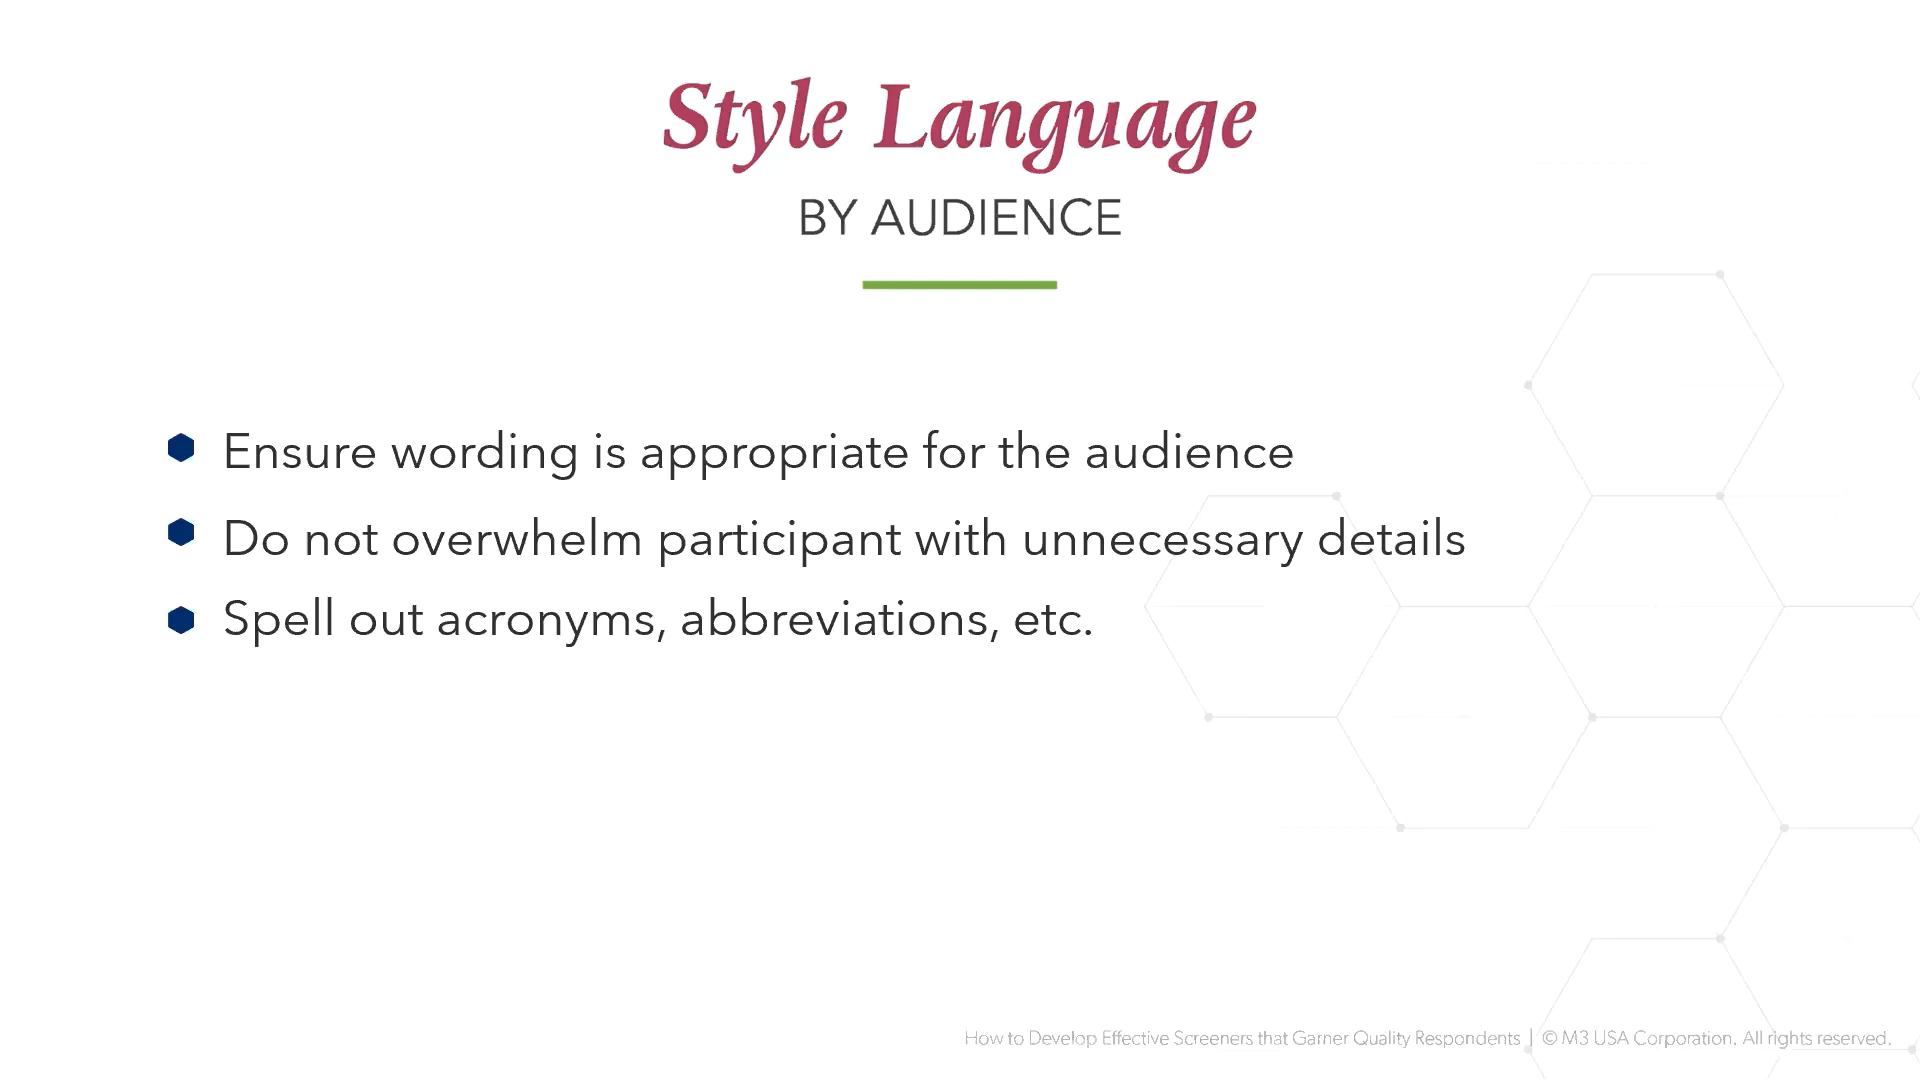 Style Language
BY AUDIENCE
Ensure wording is appropriate for the audience
Do not overwhelm participant with unnecessary details
Spell out acronyms, abbreviations, etc.
How to Develop Effective Screeners that Garner Quality Respondents | © M3 USA Corporation. All rights reserved.